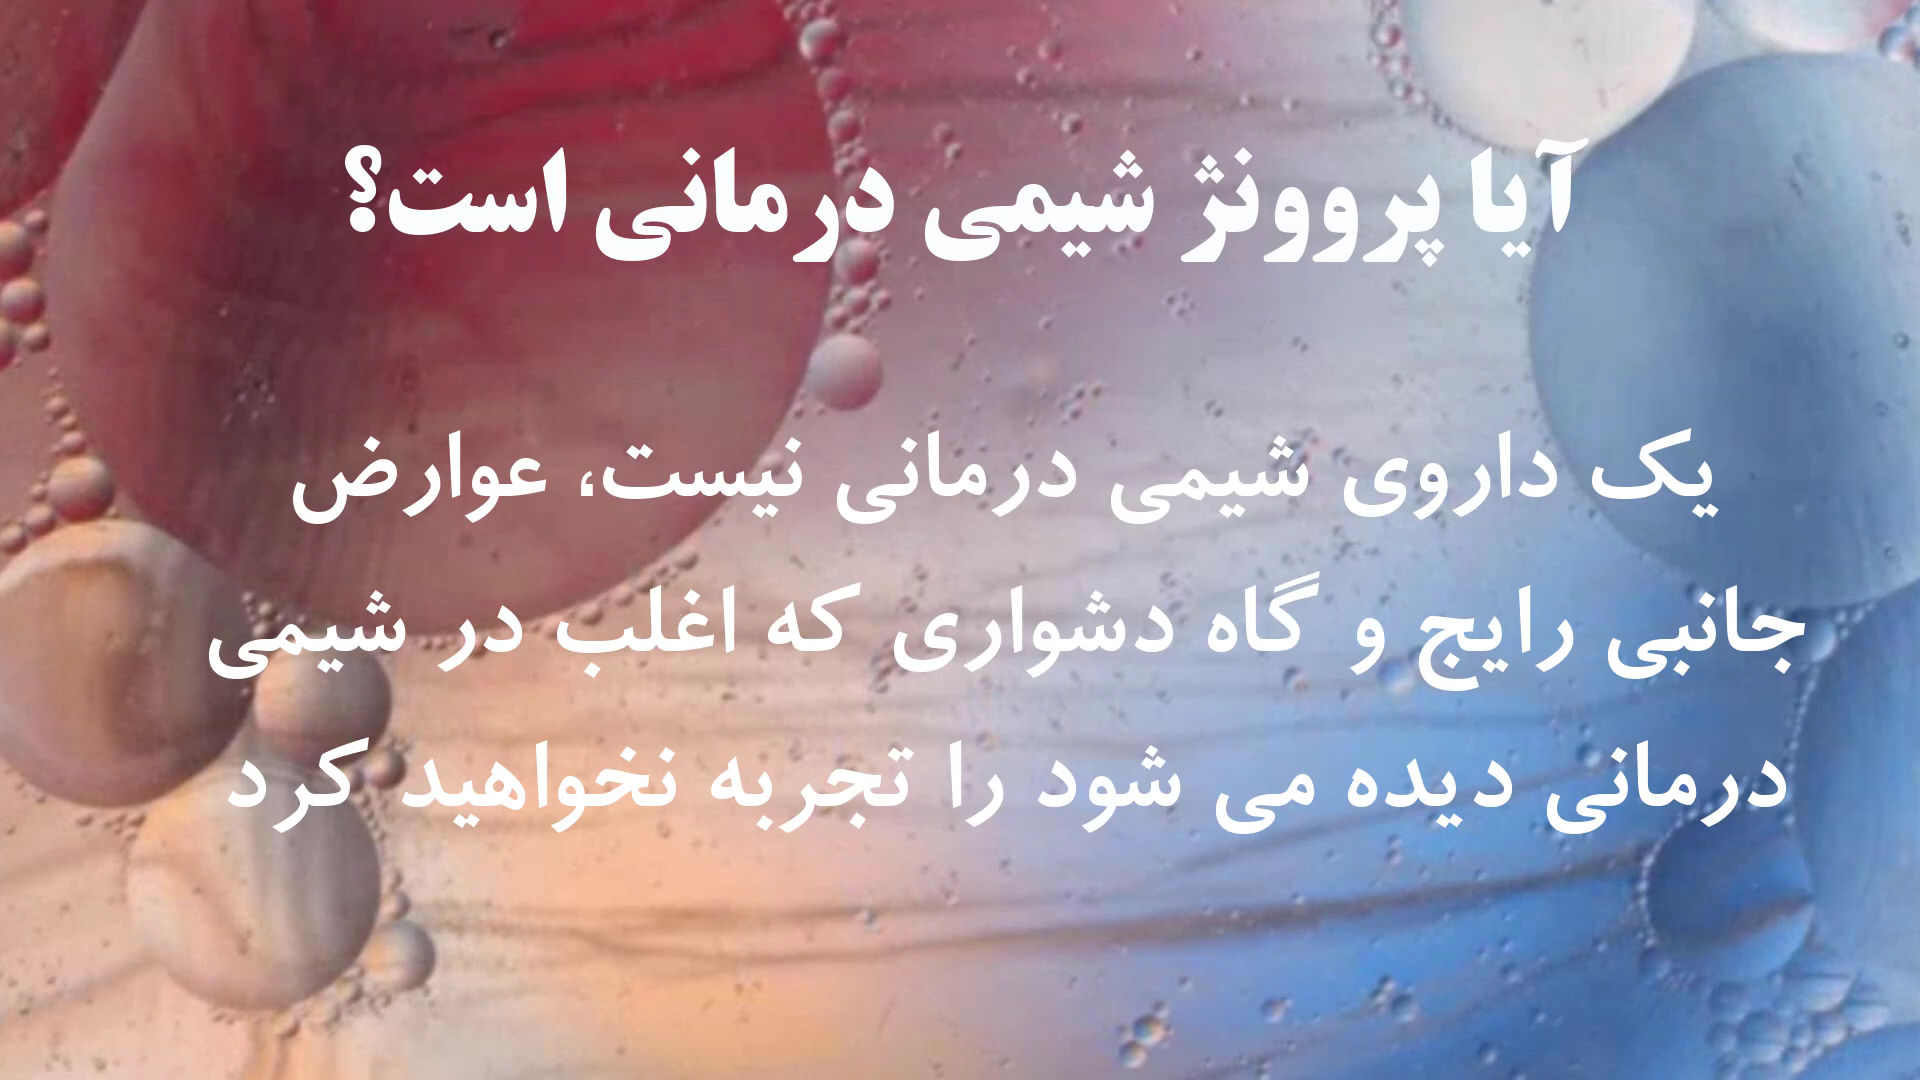 آیا پروونژ شیمی درمانی است؟
یک داروی شیمی درمانی نیست، عوارض
جانبی رایج و گاه دشواری که اغلب در شیمی
درمانی دیده می شود را تجربه نخواهید کرد